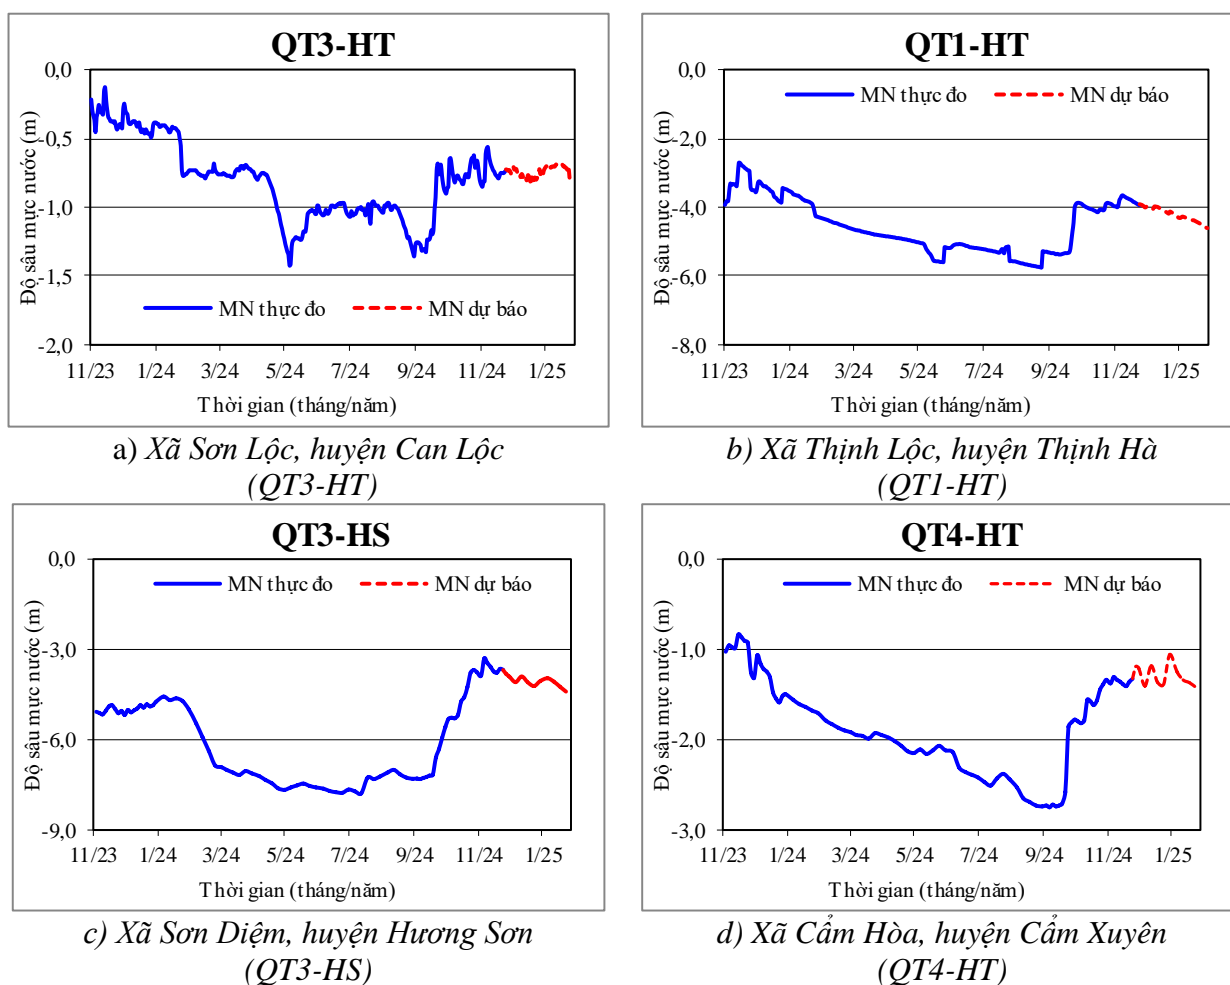 QT3-HT
0,0
-0,5
-1,0
-1,5
-2,0
Độ sâu mực nước (m)
MN thực đo
MN dự báo
11/23 1/24 3/24 5/24 7/24 9/24 11/24 1/25
Thời gian (tháng/năm)
a) Xã Sơn Lộc, huyện Can Lộc
(QT3-HT)
QT1-HT
0,0
-2,0
-4,0
-6,0
-8,0
Độ sâu mực nước (m)
MN thực đo
MN dự báo
11/23 1/24 3/24 5/24 7/24 9/24 11/24 1/25
Thời gian (tháng/năm)
b) Xã Thịnh Lộc, huyện Thịnh Hà
(QT1-HT)
QT3-HS
0,0
-3,0
-6,0
-9,0
Độ sâu mực nước (m)
MN thực đo
MN dự báo
11/23 1/24 3/24 5/24 7/24 9/24 11/24 1/25
Thời gian (tháng/năm)
c) Xã Sơn Diệm, huyện Hương Sơn
(QT3-HS)
QT4-HT
0,0
-1,0
-2,0
-3,0
Độ sâu mực nước (m)
MN thực đo
MN dự báo
11/23 1/24 3/24 5/24 7/24 9/24 11/24 1/25
Thời gian (tháng/năm)
d) Xã Cẩm Hòa, huyện Cẩm Xuyên
(QT4-HT)